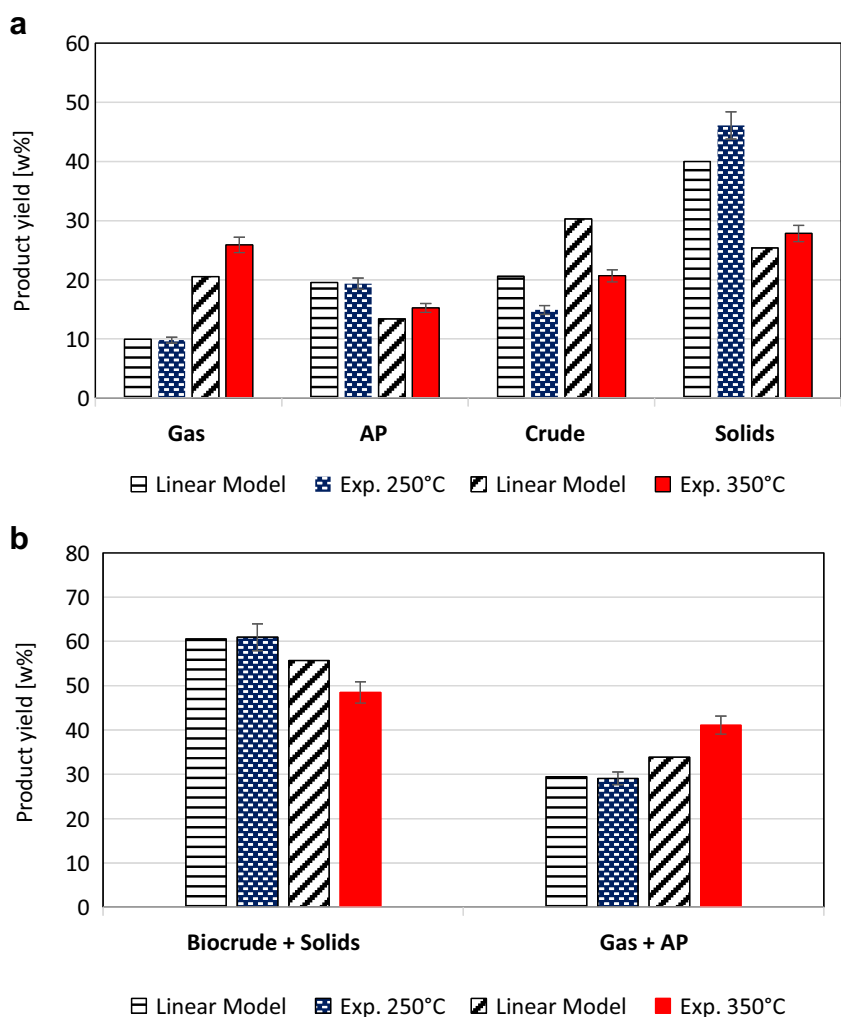 a
Product yield [w%]
60
50
40
30
20
10
0
Gas AP Crude Solids
Linear Model Exp. 250°C Linear Model Exp. 350°C
b
Product yield [w%]
80
70
60
50
40
30
20
10
0
Biocrude + Solids Gas + AP
Linear Model Exp. 250°C Linear Model Exp. 350°C